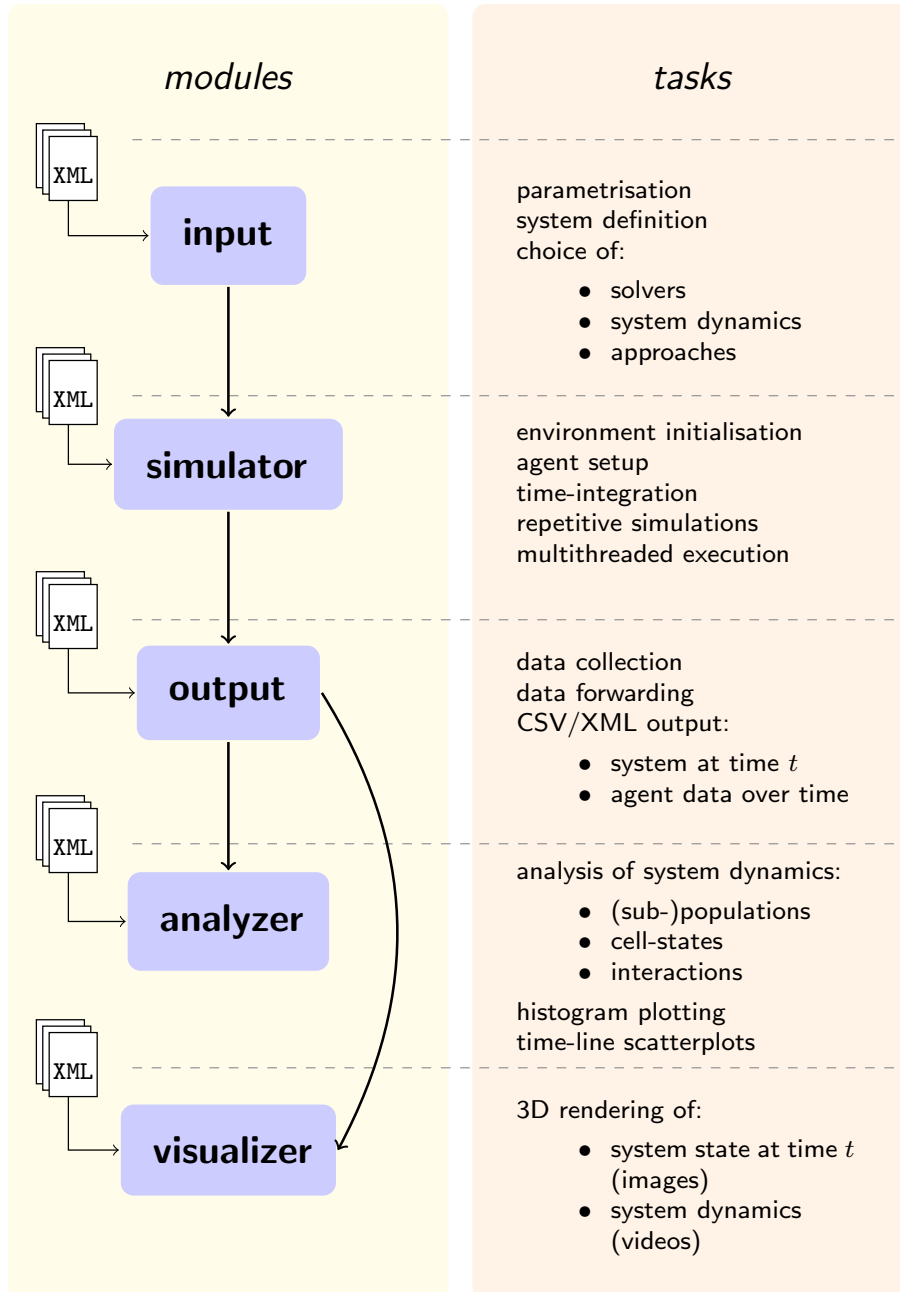 modules
tasks
XML
input
parametrisation
system definition
choice of:
• solvers
• system dynamics
• approaches
XML
simulator
environment initialisation
agent setup
time-integration
repetitive simulations
multithreaded execution
XML
output
data collection
data forwarding
CSV/XML output:
• system at time t
• agent data over time
XML
analyzer
analysis of system dynamics:
• (sub-)populations
• cell-states
• interactions
histogram plotting
time-line scatterplots
XML
visualizer
3D rendering of:
• system state at time t
(images)
• system dynamics
(videos)